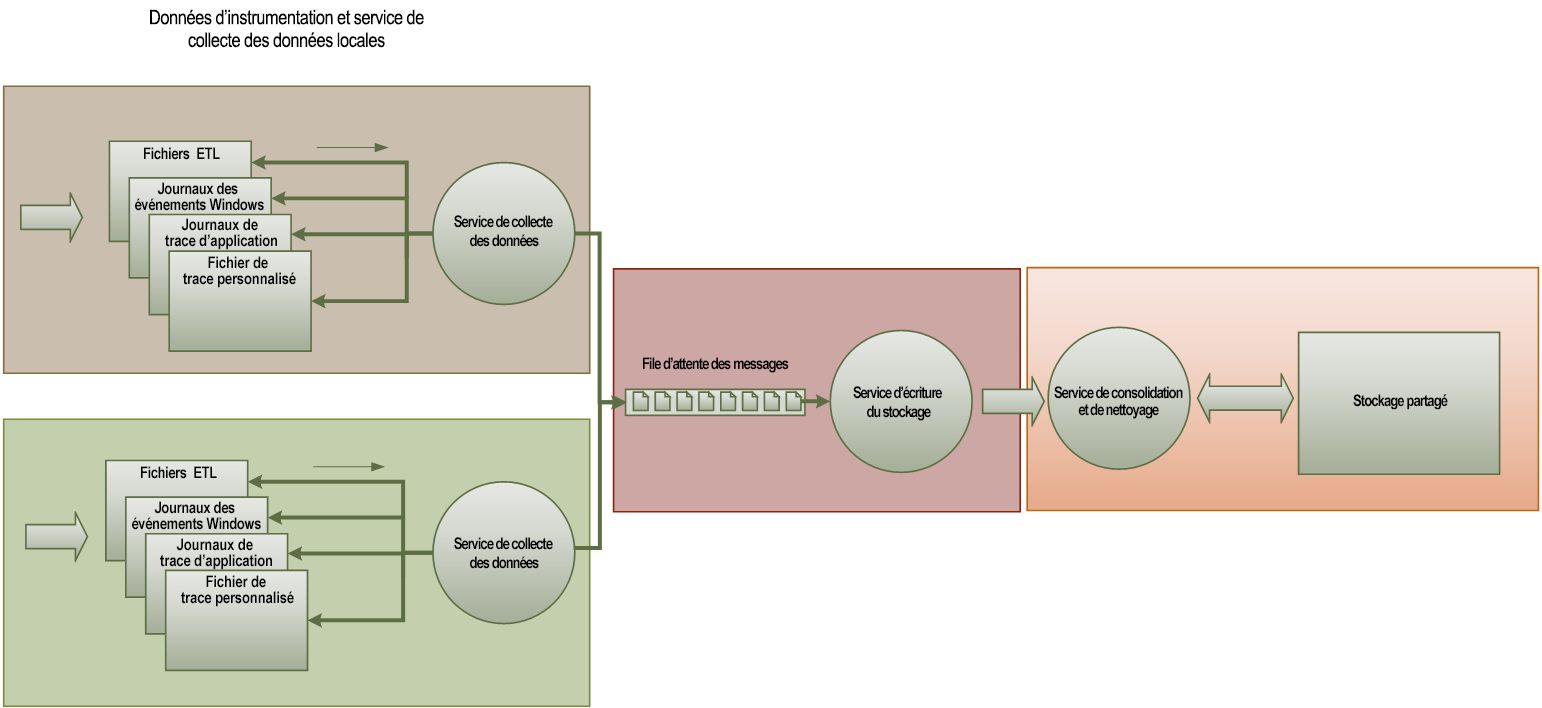 Données d’instrumentation et service de
collecte des données locales
Fichiers ETL
Journaux des
événements Windows
Journaux de
trace d’application
Fichier de
trace personnalisé
Service de collecte
des données
File d’attente des messages
Service d’écriture
du stockage
Service de consolidation
et de nettoyage
Stockage partagé
Fichiers ETL
Journaux des
événements Windows
Journaux de
trace d’application
Fichier de
trace personnalisé
Service de collecte
des données